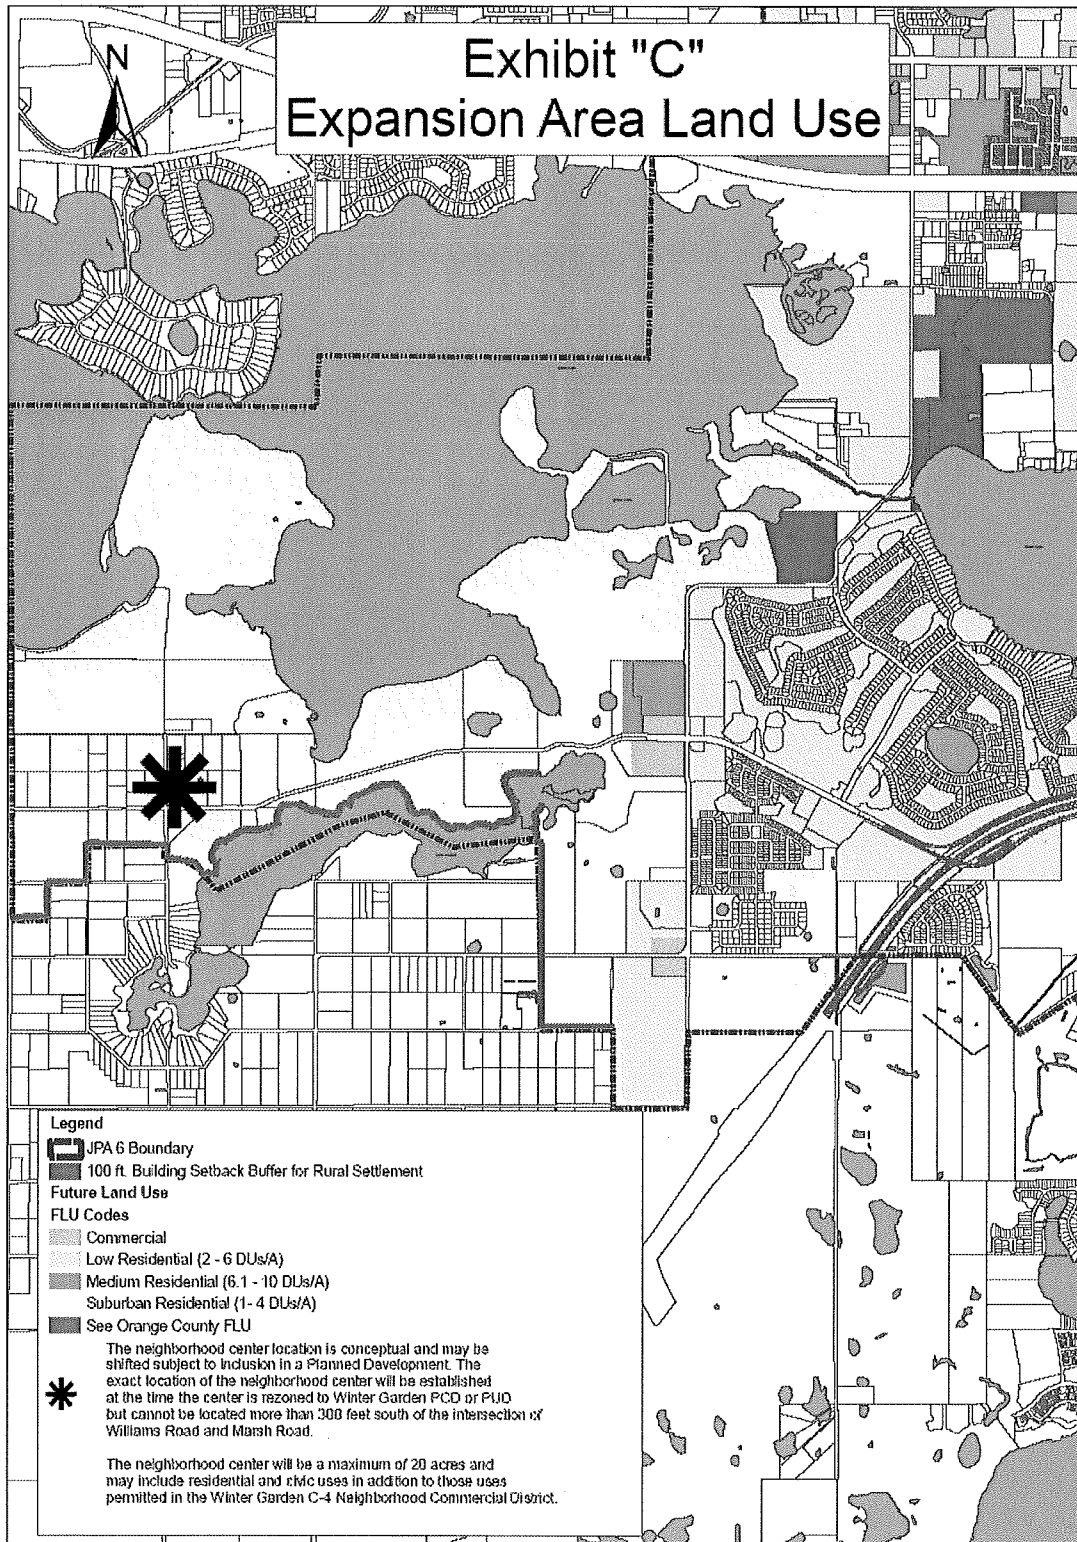 Exhibit "C"
Expansion Area Land Use
N
Legend
JPA 6 Boundary
100 ft. Building Setback Buffer for Rural Settlement
Future Land Use
FLU Codes
Commercial
Low Residential (2 - 6 DUs/A)
Medium Residential (6.1 - 10 DUs/A)
Suburban Residential (1- 4 DUs/A)
See Orange County FLU
The neighborhood center location is conceptual and may be
shifted subject to inclusion in a Planned Development. The
exact location of the neighborhood center will be established
at the time the center is rezoned to Winter Garden PCD or PUD
but cannot be located more than 300 feet south of the intersection of
Williams Road and Marsh Road.
The neighborhood center will be a maximum of 20 acres and
may include residential and civic uses in addition to those uses
permitted in the Winter Garden C-4 Neighborhood Commercial District.